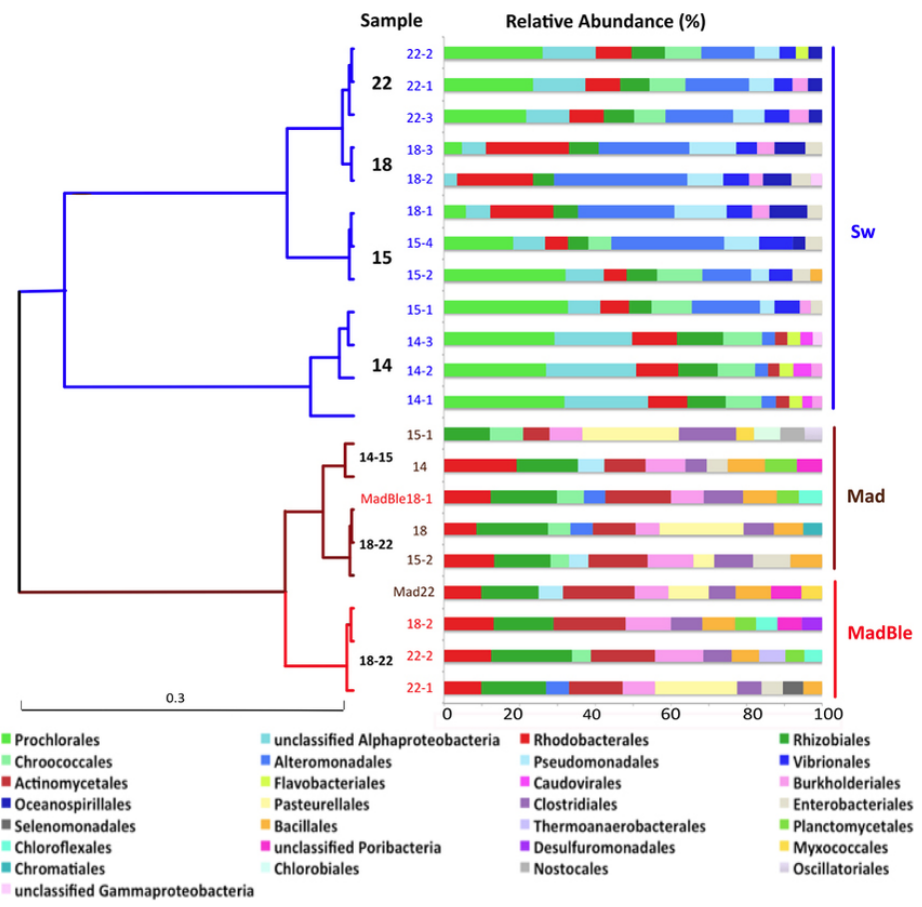 Sample Relative Abundance (%)
22-2
22 22-1
22-3
18-3
18 18-2
18-1
Sw
15-4
15 15-2
15-1
14-3
14 14-2
14-1
15-1
14-15 14
MadBle18-1 Mad
18
18-22
15-2
Mad22
18-2 MadBle
18-22 22-2
22-1
0.3
0 20 40 60 80 100
Prochlorales unclassified Alphaproteobacteria Rhodobacterales Rhizobiales
Chroococcales Alteromonadales Pseudomonadales Vibrionales
Actinomycetales Flavobacteriales Caudovirales Burkholderiales
Oceanospirillales Pasteurellales Clostridiales Enterobacteriales
Selenomonadales Bacillales Thermoanaerobacterales Planctomycetales
Chloroflexales unclassified Poribacteria Desulfuromonadales Myxococcales
Chromatiales Chlorobiales Nostocales Oscillatoriales
unclassified Gammaproteobacteria